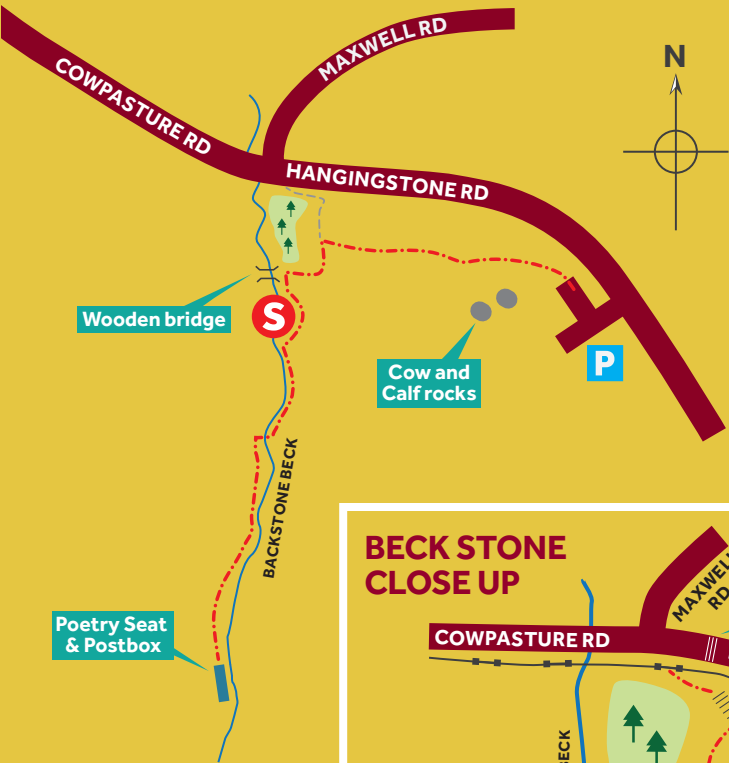 MAXWELL RD
COWPASTURE RD
N
HANGINGSTONE RD
Wooden bridge
S
Cow and
Calf rocks
P
BACKSTONE BECK
Poetry Seat
& Postbox
BECK STONE
CLOSE UP
MAXWELL
RD
COWPASTURE RD
BECK